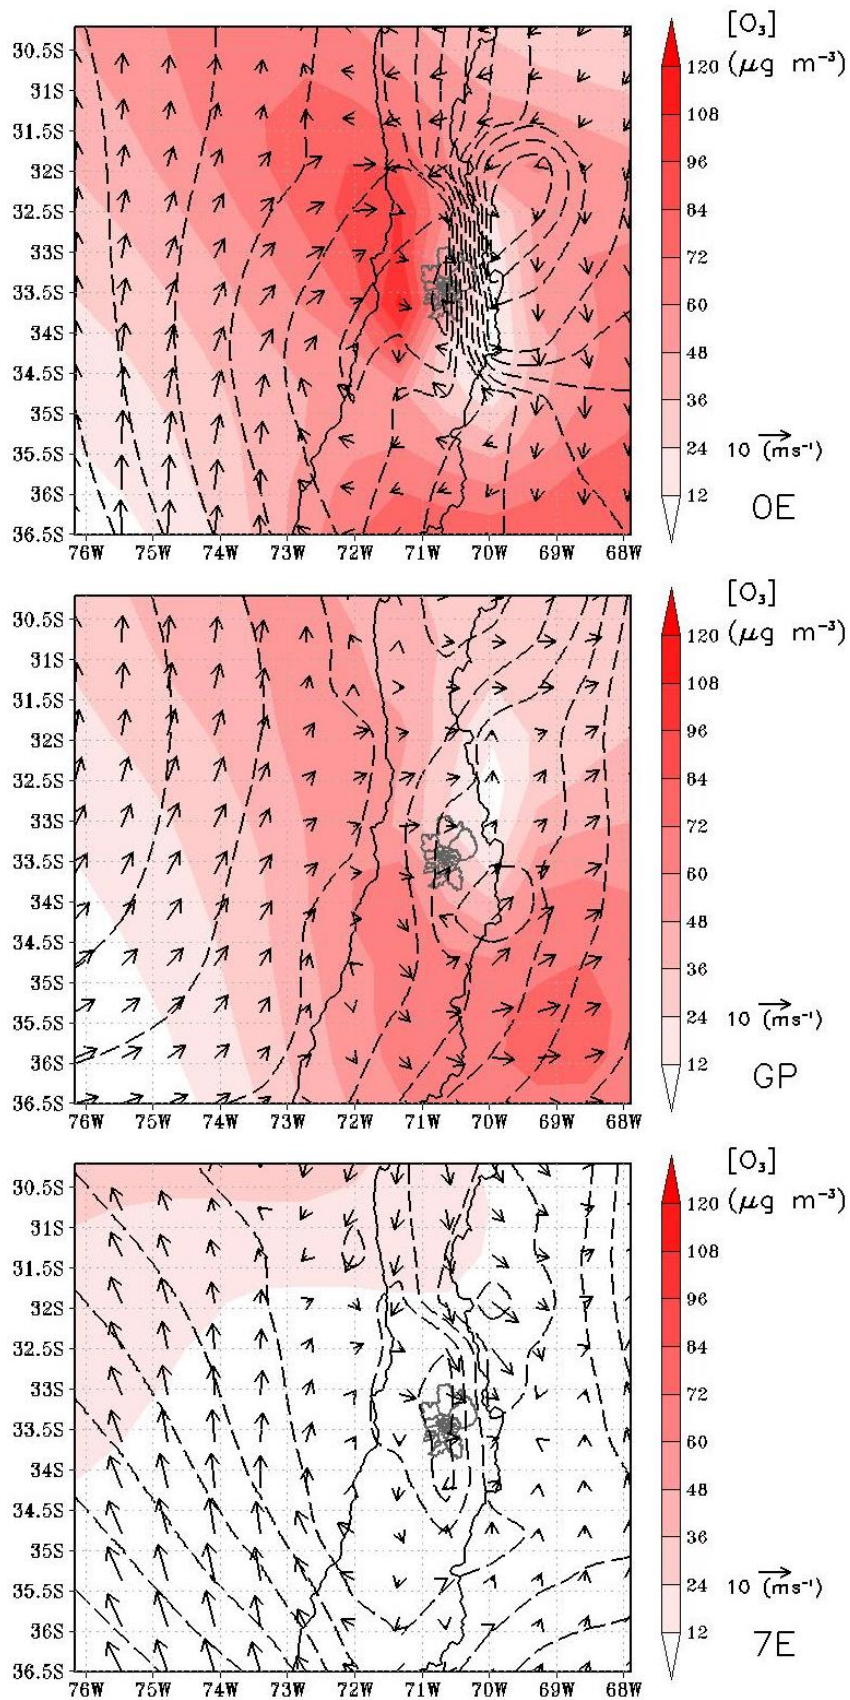 [O₃]
(μg m⁻³)
30.5S
31S
31.5S
32S
32.5S
33S
33.5S
34S
34.5S
35S
35.5S
36S
36.5S
76W 75W 74W 73W 72W 71W 70W 69W 68W
120
108
96
84
72
60
48
36
24
12
10 (ms⁻¹)
OE
[O₃]
(μg m⁻³)
30.5S
31S
31.5S
32S
32.5S
33S
33.5S
34S
34.5S
35S
35.5S
36S
36.5S
76W 75W 74W 73W 72W 71W 70W 69W 68W
120
108
96
84
72
60
48
36
24
12
10 (ms⁻¹)
GP
[O₃]
(μg m⁻³)
30.5S
31S
31.5S
32S
32.5S
33S
33.5S
34S
34.5S
35S
35.5S
36S
36.5S
76W 75W 74W 73W 72W 71W 70W 69W 68W
120
108
96
84
72
60
48
36
24
12
10 (ms⁻¹)
7E